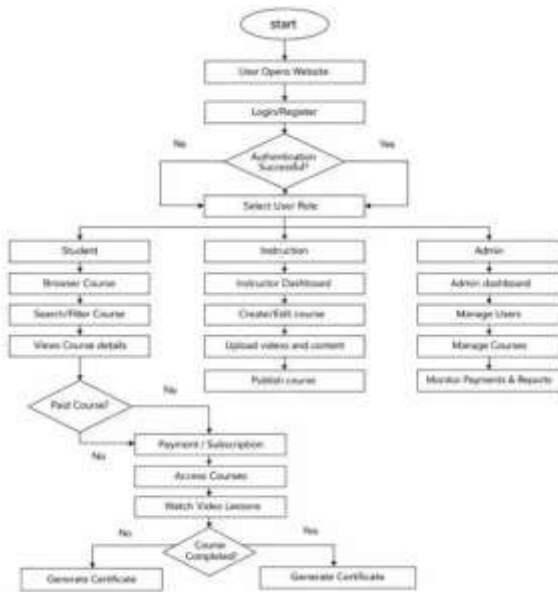 start
User Opens Website
Login/Register
No
Yes
Authentication
Successful?
Select User Role
Student
Instruction
Admin
Browser Course
Instructor Dashboard
Admin dashboard
Search/Filter Course
Create/Edit course
Manage Users
Views Course details
Upload videos and content
Manage Courses
Publish course
Monitor Payments & Reports
No
Paid Course?
No
Payment / Subscription
Access Courses
Watch Video Lessons
No
Yes
Course
Completed?
Generate Certificate
Generate Certificate